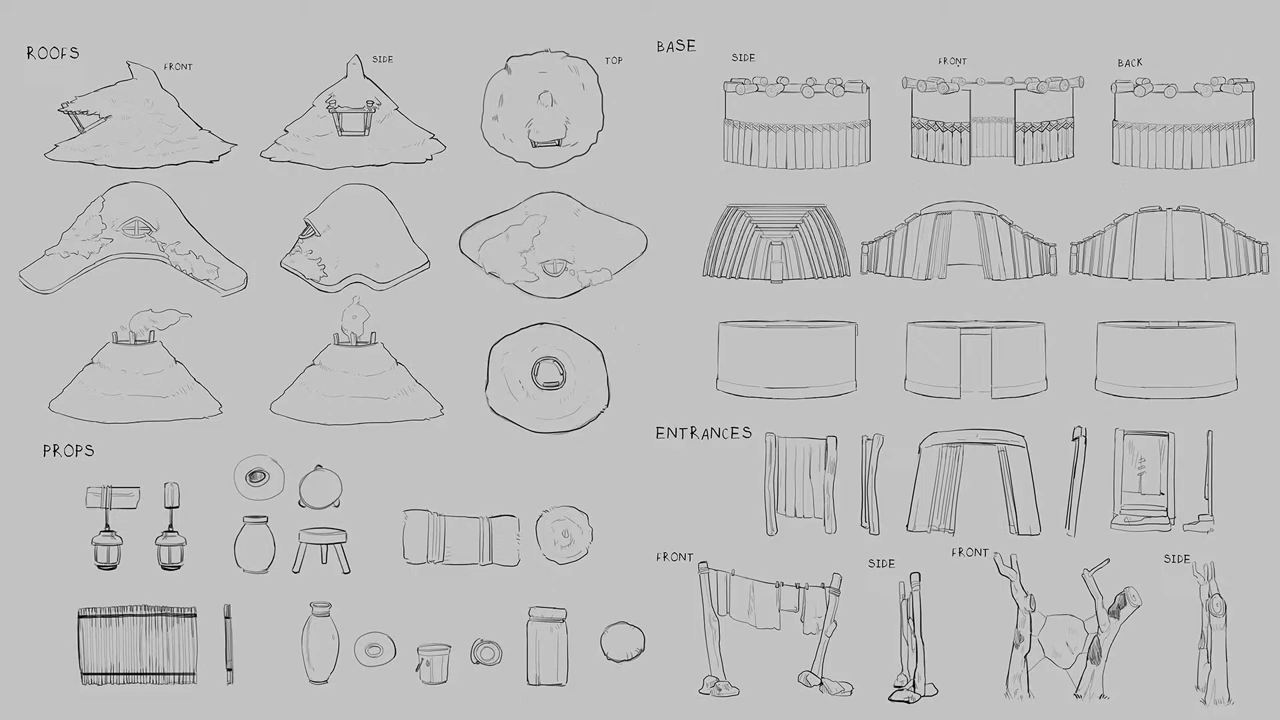 ROOFS
FRONT
SIDE
TOP
BASE
SIDE
FRONT
BACK
PROPS
ENTRANCES
FRONT
SIDE
FRONT
SIDE